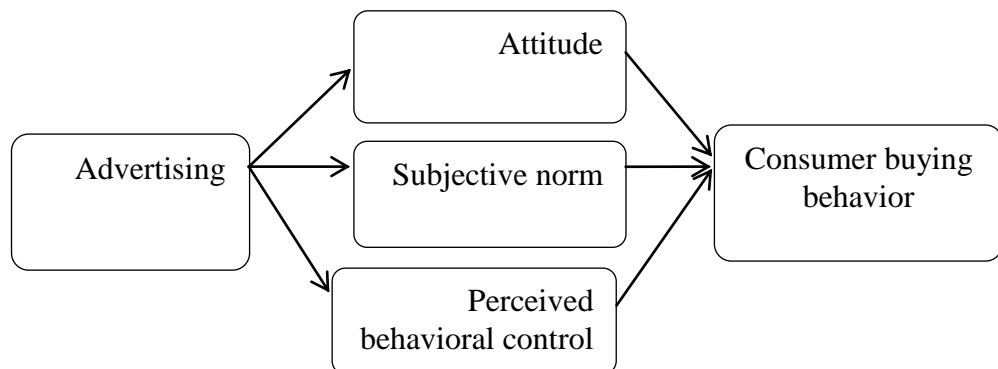 Attitude
Advertising
Subjective norm
Consumer buying
behavior
Perceived
behavioral control